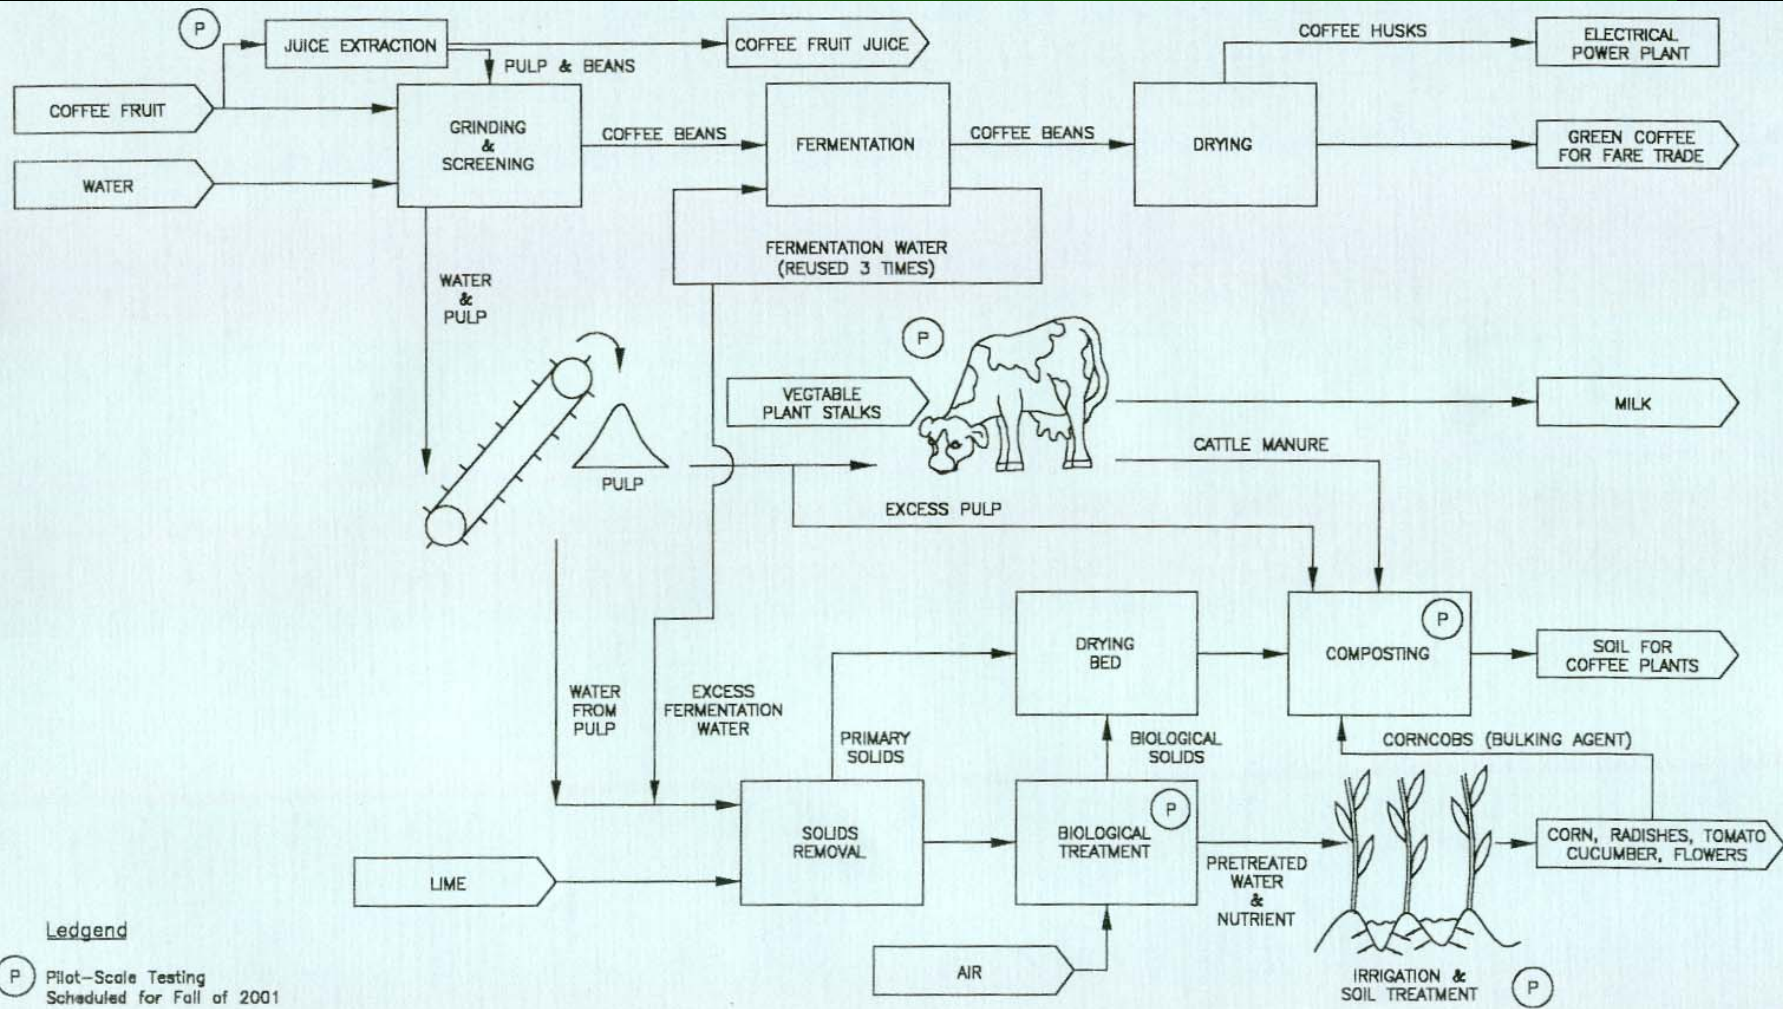 P
JUICE EXTRACTION
COFFEE FRUIT JUICE
COFFEE HUSKS
ELECTRICAL
POWER PLANT
PULP & BEANS
COFFEE FRUIT
GRINDING
&
SCREENING
COFFEE BEANS
FERMENTATION
COFFEE BEANS
DRYING
GREEN COFFEE
FOR FARE TRADE
WATER
FERMENTATION WATER
(REUSED 3 TIMES)
WATER
&
PULP
P
VEGTABLE
PLANT STALKS
MILK
CATTLE MANURE
PULP
EXCESS PULP
DRYING
BED
COMPOSTING
P
SOIL FOR
COFFEE PLANTS
WATER
FROM
PULP
EXCESS
FERMENTATION
WATER
PRIMARY
SOLIDS
BIOLOGICAL
SOLIDS
CORNCOBS (BULKING AGENT)
SOLIDS
REMOVAL
BIOLOGICAL
TREATMENT
P
CORN, RADISHES, TOMATO
CUCUMBER, FLOWERS
LIME
PRETREATED
WATER
&
NUTRIENT
AIR
IRRIGATION &
SOIL TREATMENT
P
Ledgend
P Pilot-Scale Testing
Scheduled for Fall of 2001